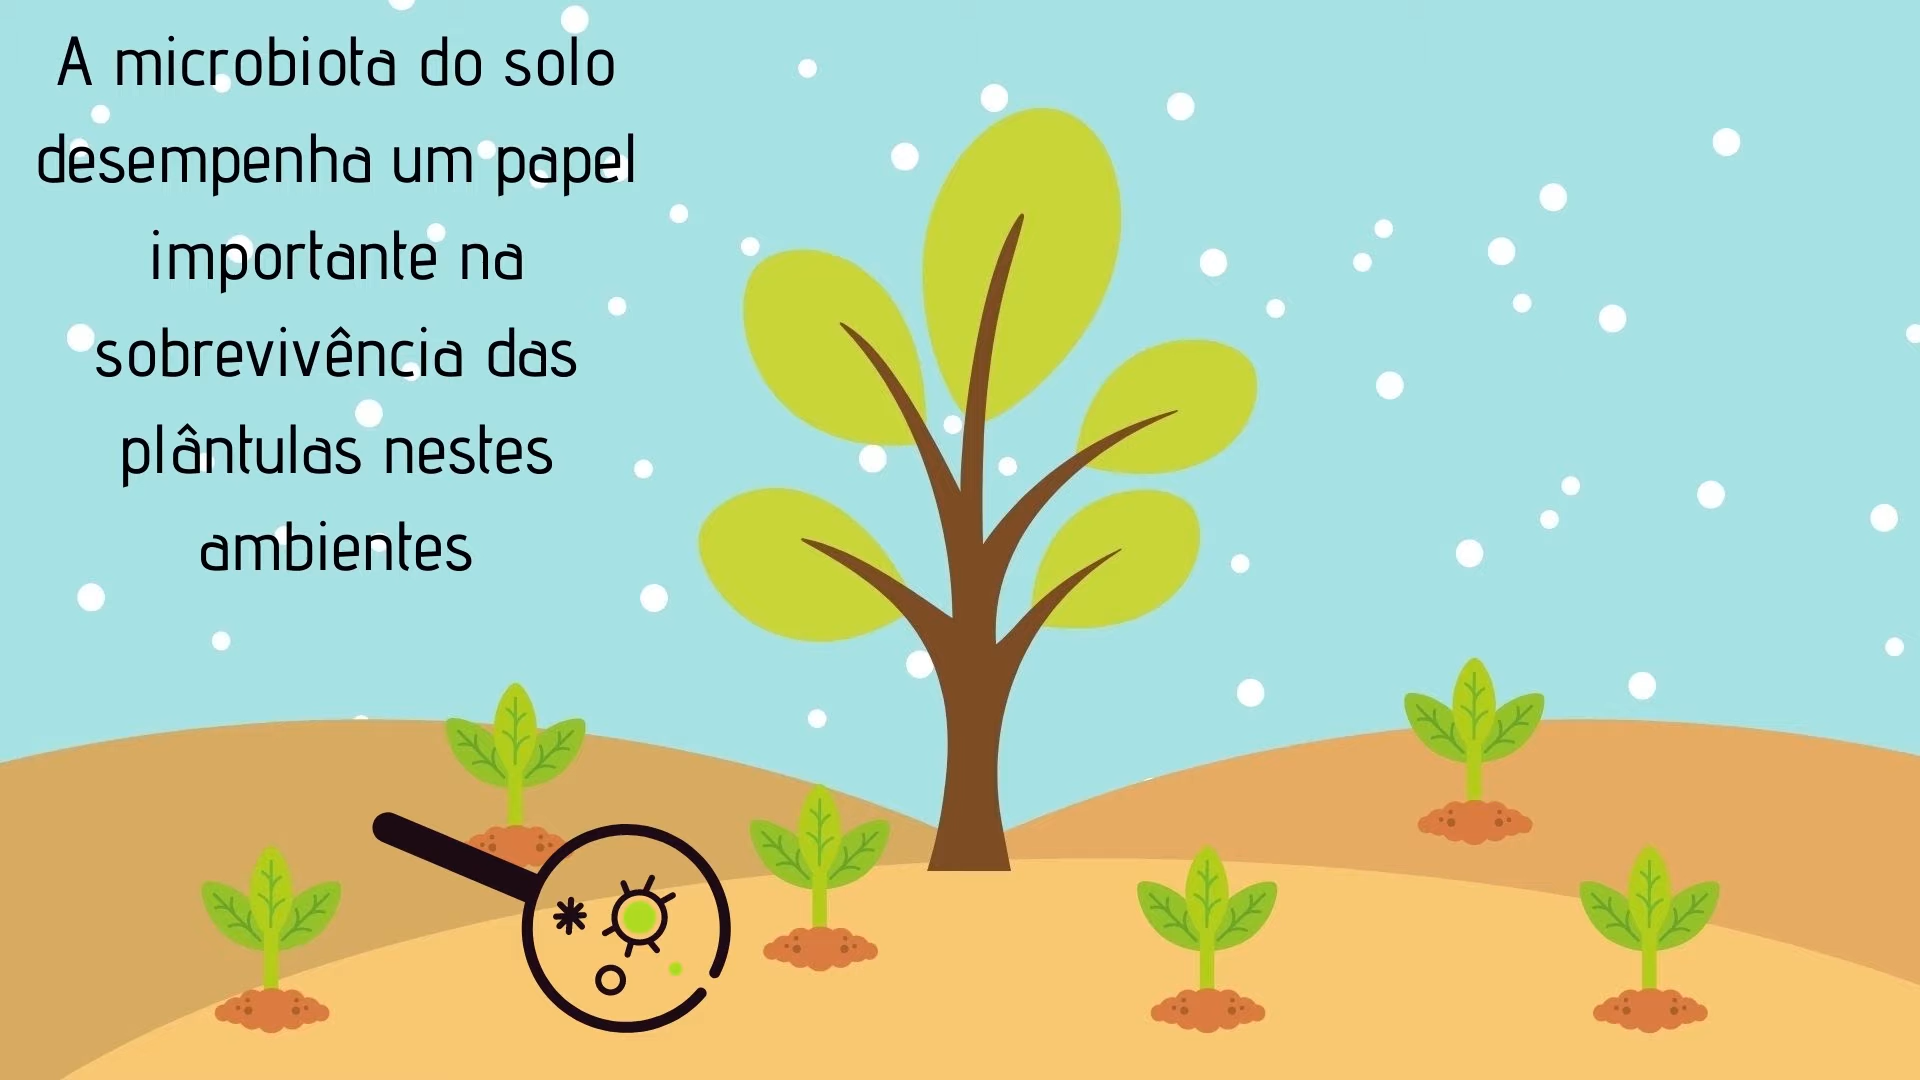 A microbiota do solo
desempenha um papel
importante na
sobrevivência das
plântulas nestes
ambientes